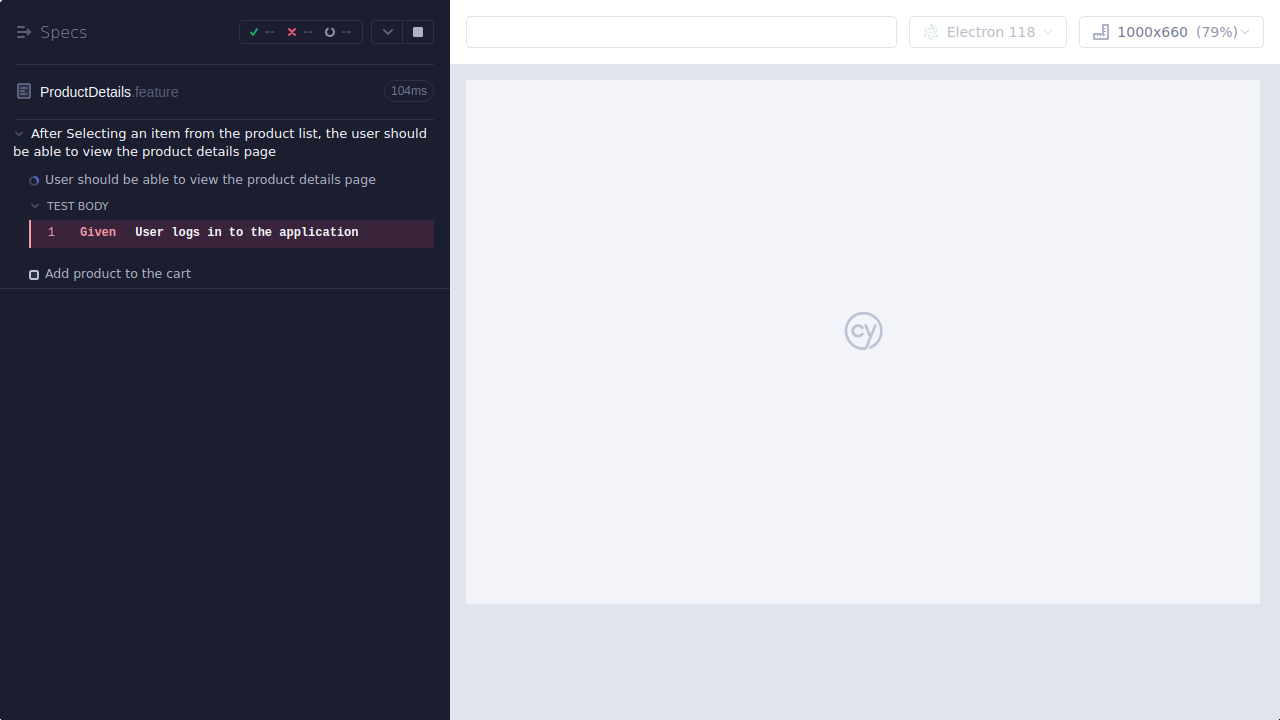 Specs
--
--
--
Electron 118
1000x660 (79%)
ProductDetails.feature
104ms
After Selecting an item from the product list, the user should
be able to view the product details page
User should be able to view the product details page
TEST BODY
1 Given User logs in to the application
Add product to the cart
cy